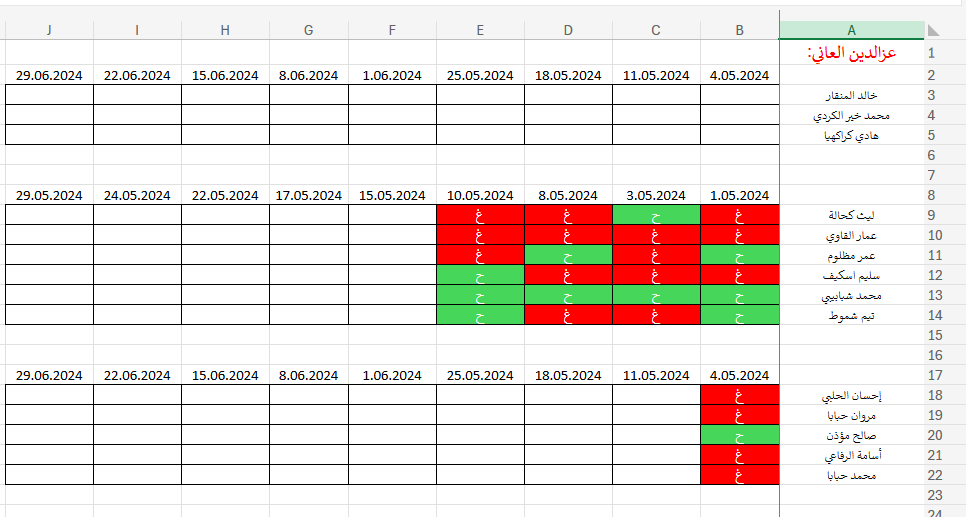 A B C D E F G H I J
1 عزالدين العاني:
2 4.05.2024 11.05.2024 18.05.2024 25.05.2024 1.06.2024 8.06.2024 15.06.2024 22.06.2024 29.06.2024
3 خالد المنقار
4 محمد خير الكردي
5 هادي كراكهيا
6
7
8 1.05.2024 3.05.2024 8.05.2024 10.05.2024 15.05.2024 17.05.2024 22.05.2024 24.05.2024 29.05.2024
9 ليث كحالة غ ح غ غ
10 عمار القاوي غ غ غ غ
11 عمر مظلوم ح غ ح غ
12 سليم اسكيف غ غ غ ح
13 محمد شبابيبي ح ح ح ح
14 تيم شموط ح غ غ ح
15
16
17 4.05.2024 11.05.2024 18.05.2024 25.05.2024 1.06.2024 8.06.2024 15.06.2024 22.06.2024 29.06.2024
18 إحسان الحلبي غ
19 مروان حبابا غ
20 صالح مؤذن ح
21 أسامة الرفاعي غ
22 محمد حبابا غ
23
24